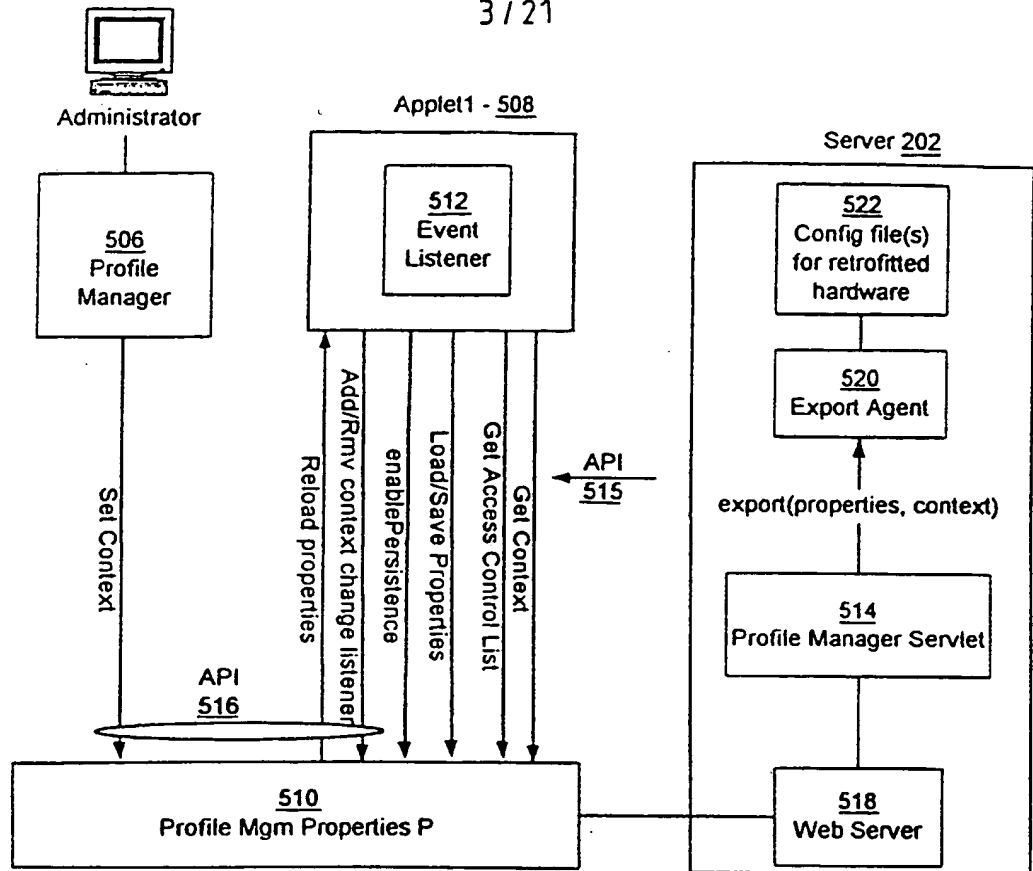 3 / 21
Administrator
506
Profile
Manager
Applet1 - 508
512
Event
Listener
Server 202
522
Config file(s)
for retrofitted
hardware
520
Export Agent
export(properties, context)
514
Profile Manager Servlet
518
Web Server
Set Context
Reload properties
Add/Rmv context change listener
enablePersistence
Load/Save Properties
Get Access Control List
Get Context
API
515
API
516
510
Profile Mgm Properties P